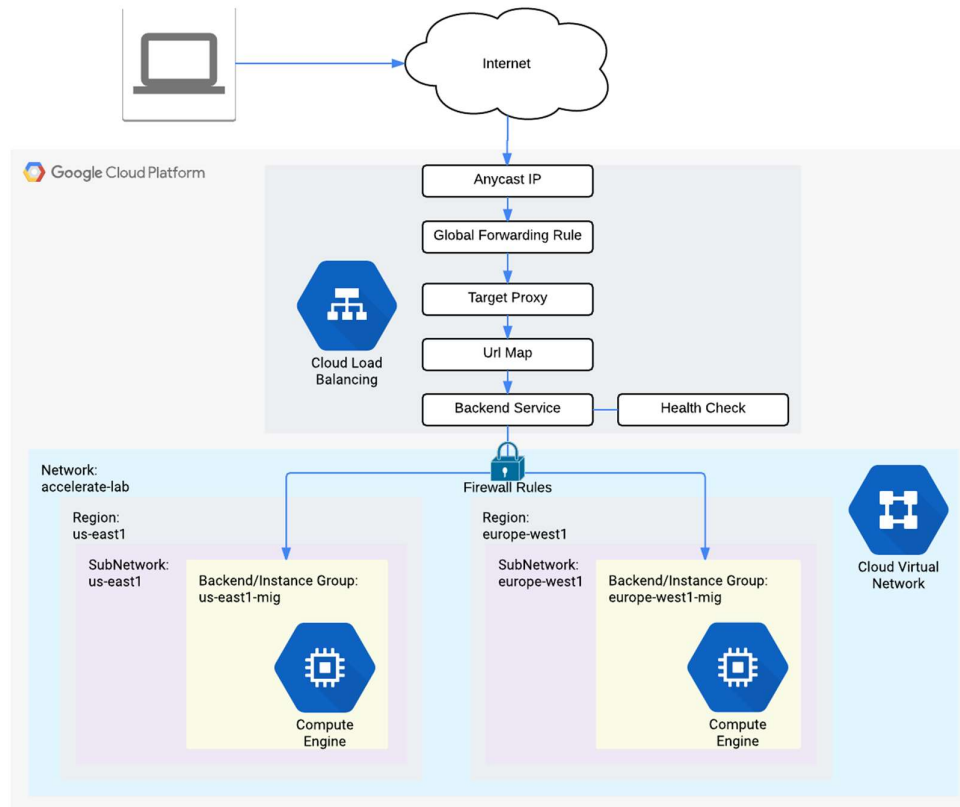 Internet
Google Cloud Platform
Anycast IP
Global Forwarding Rule
Target Proxy
Url Map
Cloud Load
Balancing
Backend Service
Health Check
Network:
accelerate-lab
Firewall Rules
Region:
us-east1
SubNetwork:
us-east1
Backend/Instance Group:
us-east1-mig
Compute
Engine
Region:
europe-west1
SubNetwork:
europe-west1
Backend/Instance Group:
europe-west1-mig
Compute
Engine
Cloud Virtual
Network